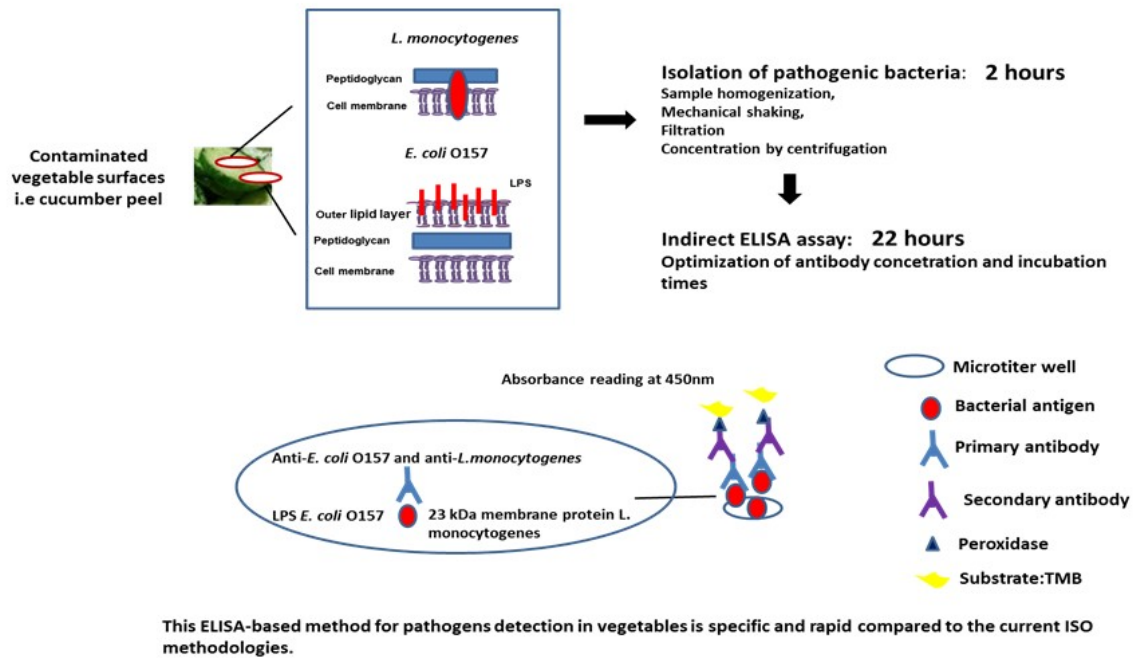 L. monocytogenes
Peptidoglycan
Cell membrane
E. coli O157
LPS
Outer lipid layer
Peptidoglycan
Cell membrane
Contaminated
vegetable surfaces
i.e cucumber peel
Isolation of pathogenic bacteria: 2 hours
Sample homogenization,
Mechanical shaking,
Filtration
Concentration by centrifugation
Indirect ELISA assay: 22 hours
Optimization of antibody concetration and incubation
times
Absorbance reading at 450nm
Anti-E. coli O157 and anti-L.monocytogenes
LPS E. coli O157
23 kDa membrane protein L.
monocytogenes
Microtiter well
Bacterial antigen
Primary antibody
Secondary antibody
Peroxidase
Substrate:TMB
This ELISA-based method for pathogens detection in vegetables is specific and rapid compared to the current ISO
methodologies.